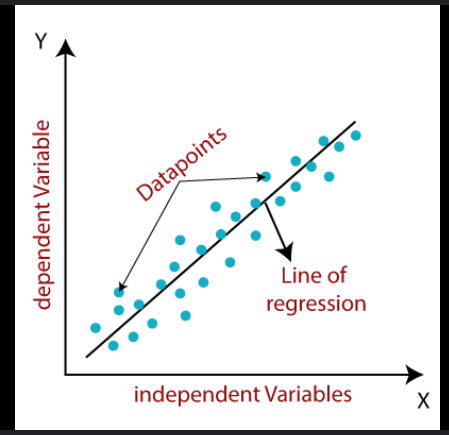 Y
dependent Variable
Datapoints
Line of
regression
independent Variables
X